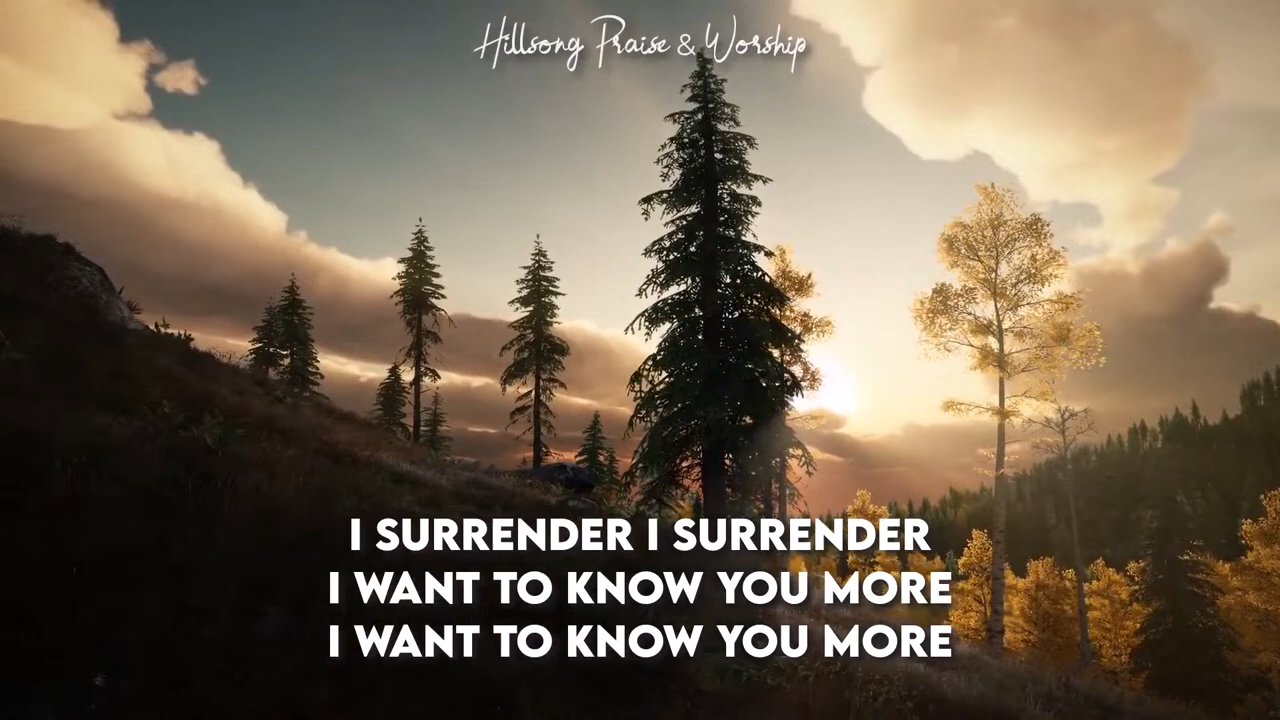 Hillsong Praise & Worship
I SURRENDER I SURRENDER
I WANT TO KNOW YOU MORE
I WANT TO KNOW YOU MORE